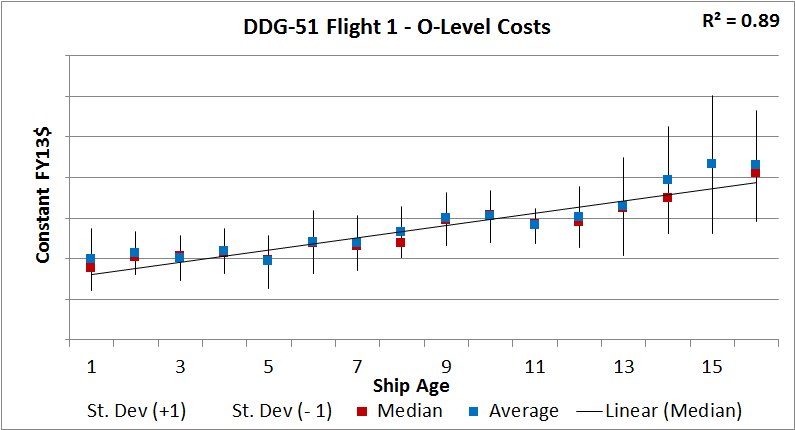 DDG-51 Flight 1 - O-Level Costs
R² = 0.89
Constant FY13$
1 3 5 7 9 11 13 15
Ship Age
St. Dev (+1) St. Dev (- 1) Median Average Linear (Median)